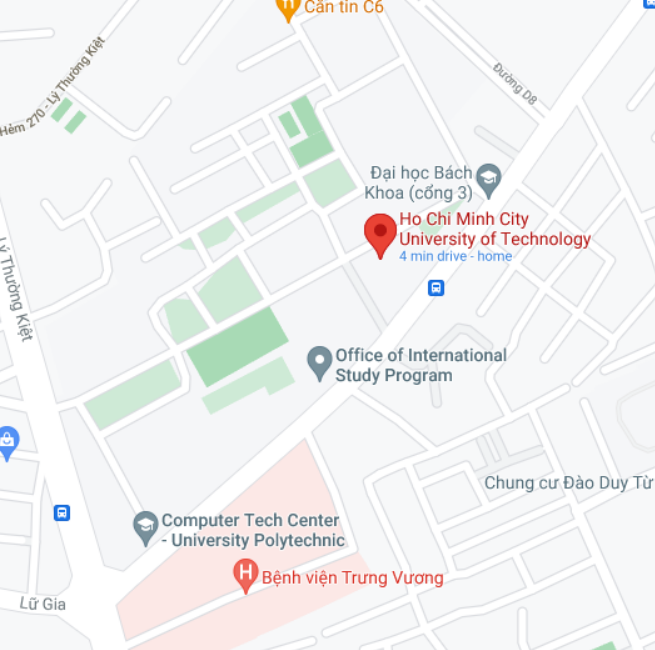 Căn tin C6
Hẻm 270 - Lý Thường Kiệt
Đường D8
Đại học Bách
Khoa (cổng 3)
Ho Chi Minh City
University of Technology
4 min drive - home
Lý Thường Kiệt
Office of International
Study Program
Chung cư Đào Duy Từ
Computer Tech Center
- University Polytechnic
H
Bệnh viện Trưng Vương
Lữ Gia